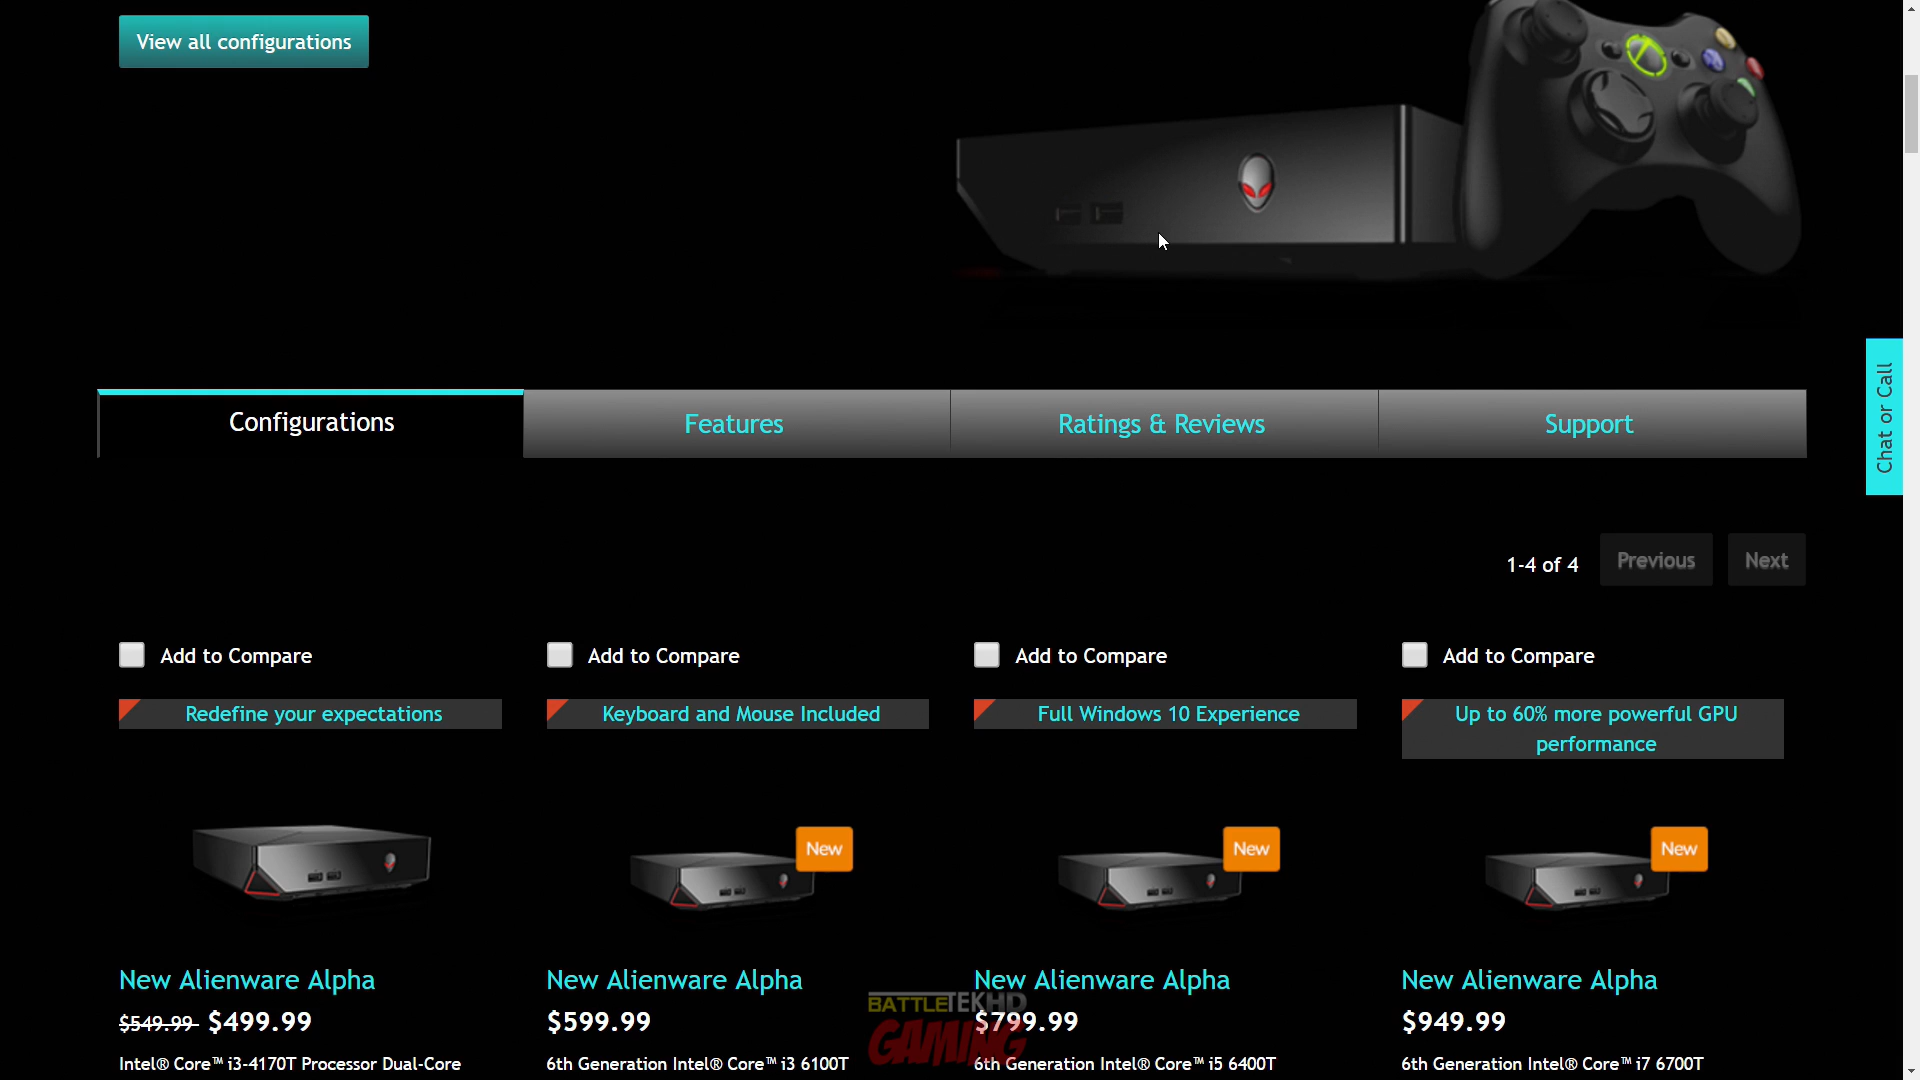 View all configurations
Configurations
Features
Ratings & Reviews
Support
Chat or Call
1-4 of 4
Previous
Next
Add to Compare
Add to Compare
Add to Compare
Add to Compare
Redefine your expectations
Keyboard and Mouse Included
Full Windows 10 Experience
Up to 60% more powerful GPU
performance
New
New
New
New Alienware Alpha
New Alienware Alpha
New Alienware Alpha
New Alienware Alpha
$549.99 $499.99
$599.99
$799.99
$949.99
BATTLETEKHD
GAMING
Intel® Core™ i3-4170T Processor Dual-Core
6th Generation Intel® Core™ i3 6100T
6th Generation Intel® Core™ i5 6400T
6th Generation Intel® Core™ i7 6700T